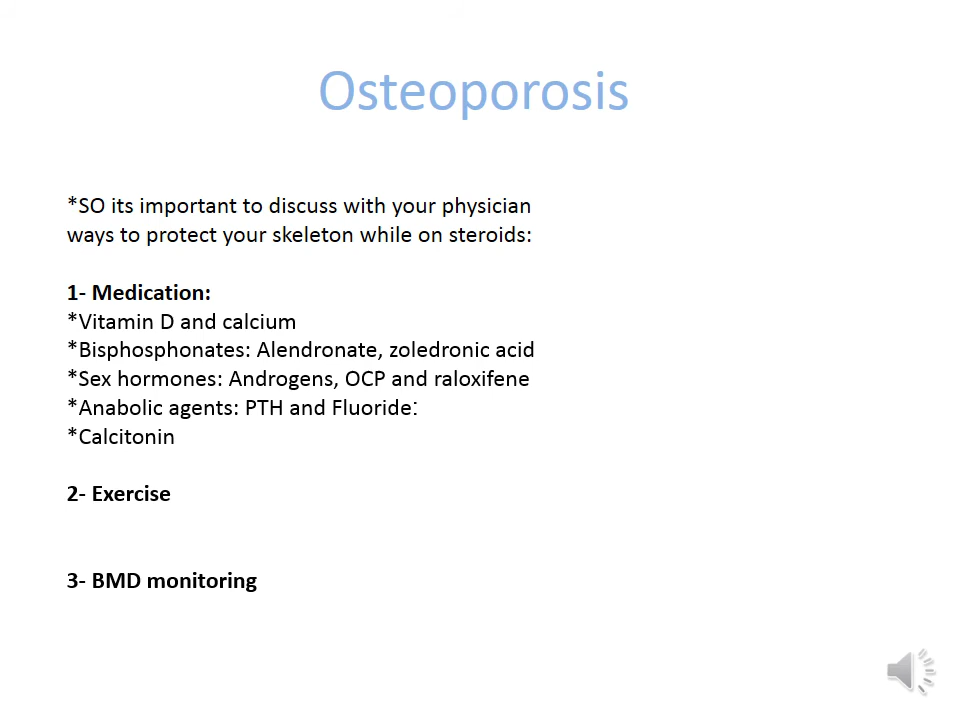 Osteoporosis
*SO its important to discuss with your physician
ways to protect your skeleton while on steroids:
1- Medication:
*Vitamin D and calcium
*Bisphosphonates: Alendronate, zoledronic acid
*Sex hormones: Androgens, OCP and raloxifene
*Anabolic agents: PTH and Fluoride:
*Calcitonin
2- Exercise
3- BMD monitoring